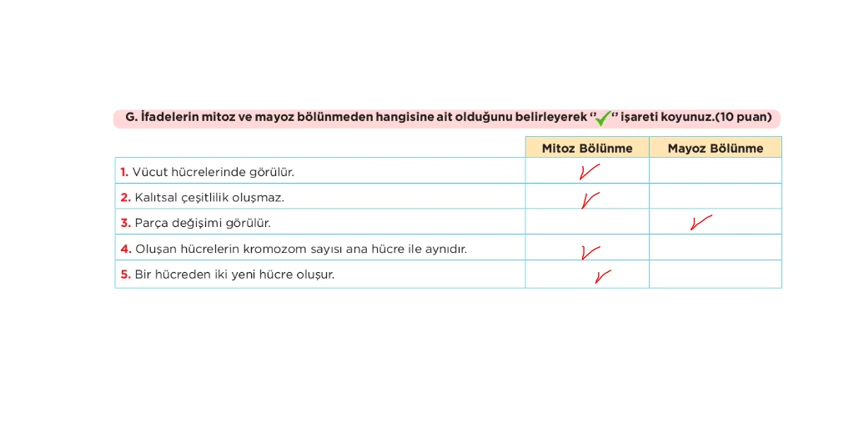 G. İfadelerin mitoz ve mayoz bölünmeden hangisine ait olduğunu belirleyerek “✓“ işareti koyunuz.(10 puan)
Mitoz Bölünme Mayoz Bölünme
1. Vücut hücrelerinde görülür. ✓
2. Kalıtsal çeşitlilik oluşmaz. ✓
3. Parça değişimi görülür. ✓
4. Oluşan hücrelerin kromozom sayısı ana hücre ile aynıdır. ✓
5. Bir hücreden iki yeni hücre oluşur. ✓